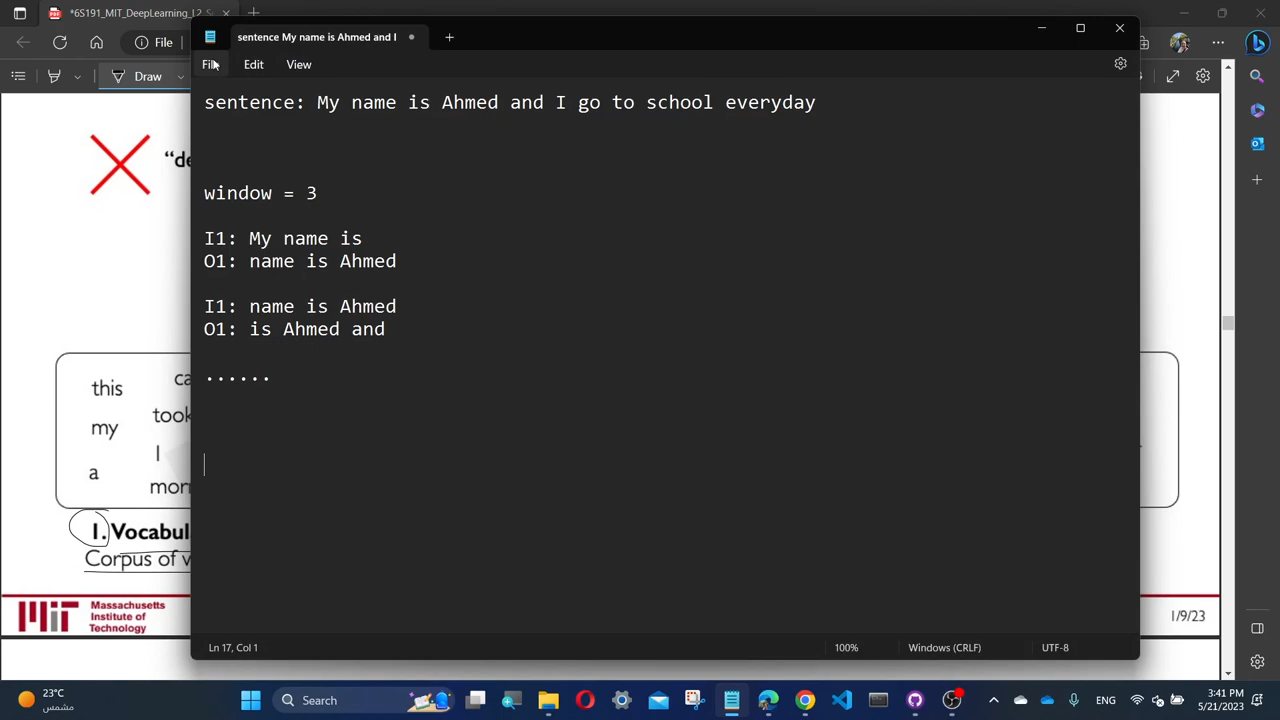 *6S191_MIT_DeepLearning_L2_S
sentence My name is Ahmed and I
File
Draw
File Edit View
sentence: My name is Ahmed and I go to school everyday
window = 3
I1: My name is
O1: name is Ahmed
I1: name is Ahmed
O1: is Ahmed and
......
this
my
took
I
a
1. Vocabul
Corpus of v
Massachusetts
Institute of
Technology
1/9/23
Ln 17, Col 1
100%
Windows (CRLF)
UTF-8
23°C
مشمس
Search
ENG
3:41 PM
5/21/2023